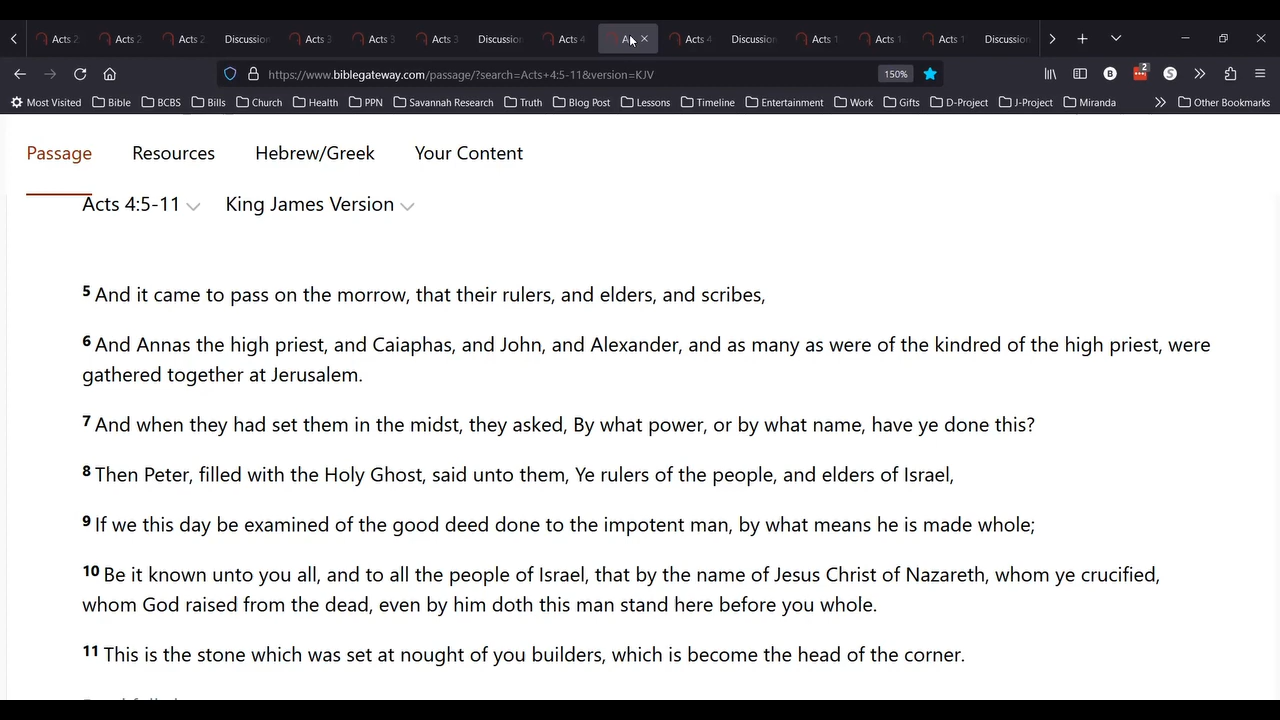 Acts 2
Acts 2
Acts 2
Discussion
Acts 3
Acts 3
Acts 3
Discussion
Acts 4
A
Acts 4
Discussion
Acts 1
Acts 1
Acts 1
Discussion
https://www.biblegateway.com/passage/?search=Acts+4:5-11&version=KJV
150%
B
2
S
Most Visited
Bible
BCBS
Bills
Church
Health
PPN
Savannah Research
Truth
Blog Post
Lessons
Timeline
Entertainment
Work
Gifts
D-Project
J-Project
Miranda
Other Bookmarks
Passage
Resources
Hebrew/Greek
Your Content
Acts 4:5-11
King James Version
5 And it came to pass on the morrow, that their rulers, and elders, and scribes,
6 And Annas the high priest, and Caiaphas, and John, and Alexander, and as many as were of the kindred of the high priest, were
gathered together at Jerusalem.
7 And when they had set them in the midst, they asked, By what power, or by what name, have ye done this?
8 Then Peter, filled with the Holy Ghost, said unto them, Ye rulers of the people, and elders of Israel,
9 If we this day be examined of the good deed done to the impotent man, by what means he is made whole;
10 Be it known unto you all, and to all the people of Israel, that by the name of Jesus Christ of Nazareth, whom ye crucified,
whom God raised from the dead, even by him doth this man stand here before you whole.
11 This is the stone which was set at nought of you builders, which is become the head of the corner.